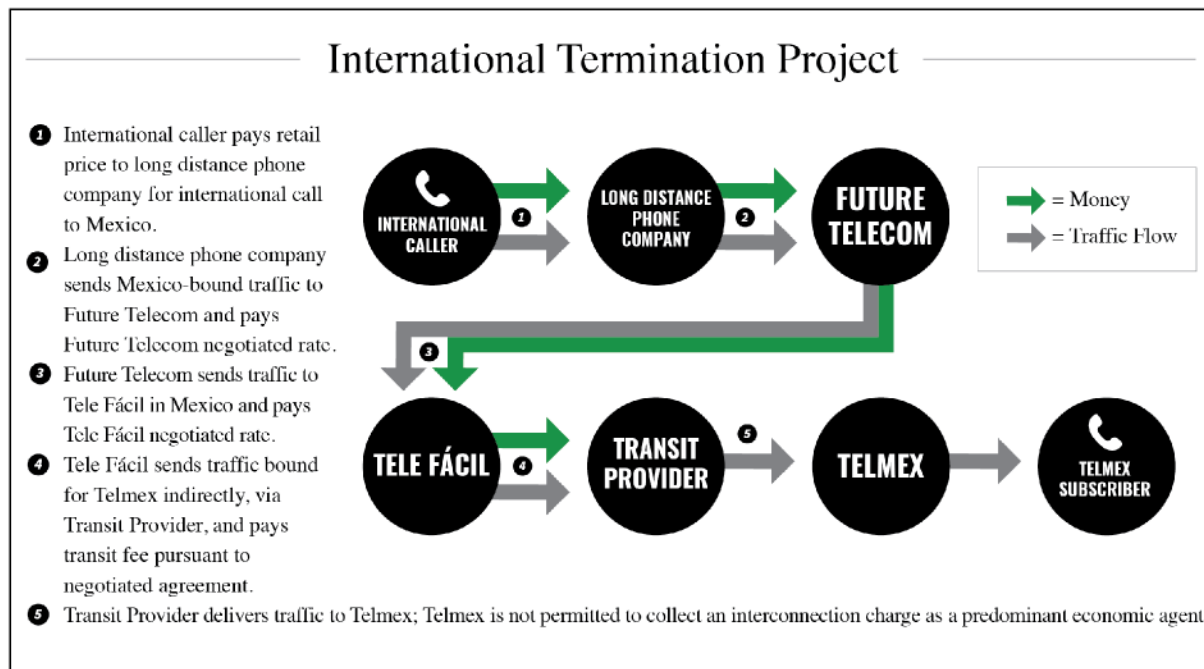 International Termination Project
1 International caller pays retail
price to long distance phone
company for international call
to Mexico.
2 Long distance phone company
sends Mexico-bound traffic to
Future Telecom and pays
Future Telecom negotiated rate.
3 Future Telecom sends traffic to
Tele Fácil in Mexico and pays
Tele Fácil negotiated rate.
4 Tele Fácil sends traffic bound
for Telmex indirectly, via
Transit Provider, and pays
transit fee pursuant to
negotiated agreement.
5 Transit Provider delivers traffic to Telmex; Telmex is not permitted to collect an interconnection charge as a predominant economic agent
INTERNATIONAL
CALLER
1
LONG DISTANCE
PHONE
COMPANY
2
FUTURE
TELECOM
= Money
= Traffic Flow
3
TELE FÁCIL
4
TRANSIT
PROVIDER
5
TELMEX
TELMEX
SUBSCRIBER